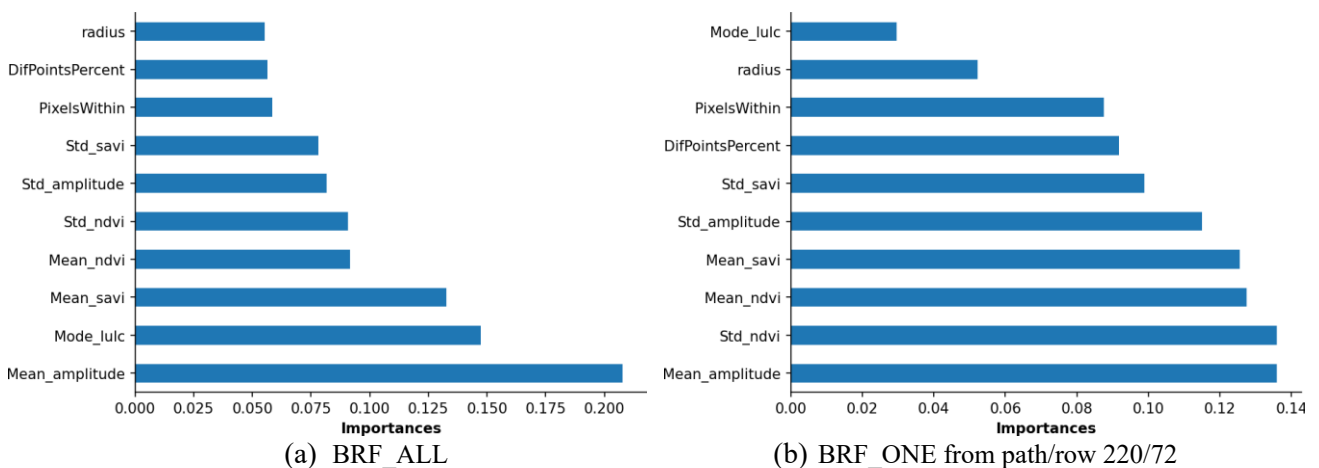 radius
DifPointsPercent
PixelsWithin
Std_savi
Std_amplitude
Std_ndvi
Mean_ndvi
Mean_savi
Mode_lulc
Mean_amplitude
0.000 0.025 0.050 0.075 0.100 0.125 0.150 0.175 0.200
Importances
(a) BRF_ALL
Mode_lulc
radius
PixelsWithin
DifPointsPercent
Std_savi
Std_amplitude
Mean_savi
Mean_ndvi
Std_ndvi
Mean_amplitude
0.00 0.02 0.04 0.06 0.08 0.10 0.12 0.14
Importances
(b) BRF_ONE from path/row 220/72